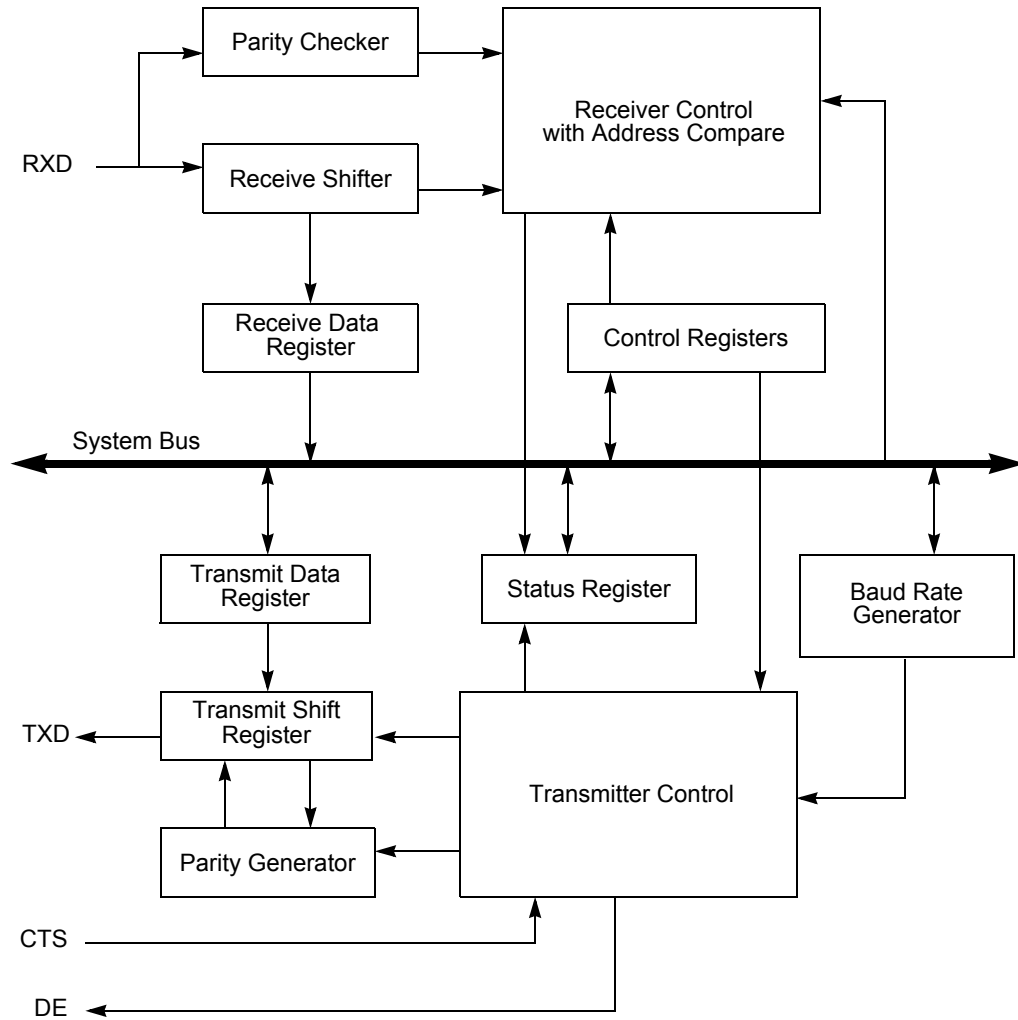 Parity Checker
Receiver Control
with Address Compare
RXD
Receive Shifter
Receive Data
Register
Control Registers
System Bus
Transmit Data
Register
Status Register
Baud Rate
Generator
TXD
Transmit Shift
Register
Transmitter Control
Parity Generator
CTS
DE